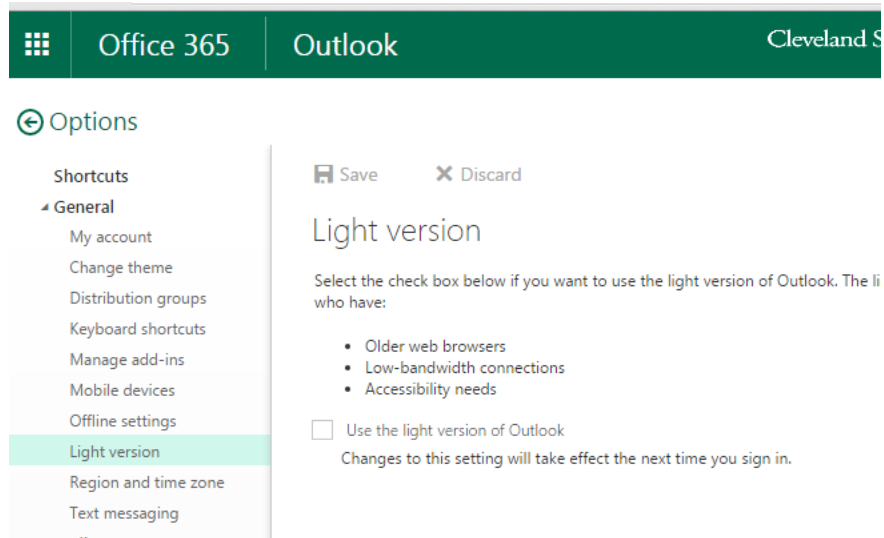 Office 365
Outlook
Cleveland
Options
Shortcuts
General
My account
Change theme
Distribution groups
Keyboard shortcuts
Manage add-ins
Mobile devices
Offline settings
Light version
Region and time zone
Text messaging
Save
Discard
Light version
Select the check box below if you want to use the light version of Outlook. The
who have:
• Older web browsers
• Low-bandwidth connections
• Accessibility needs
Use the light version of Outlook
Changes to this setting will take effect the next time you sign in.